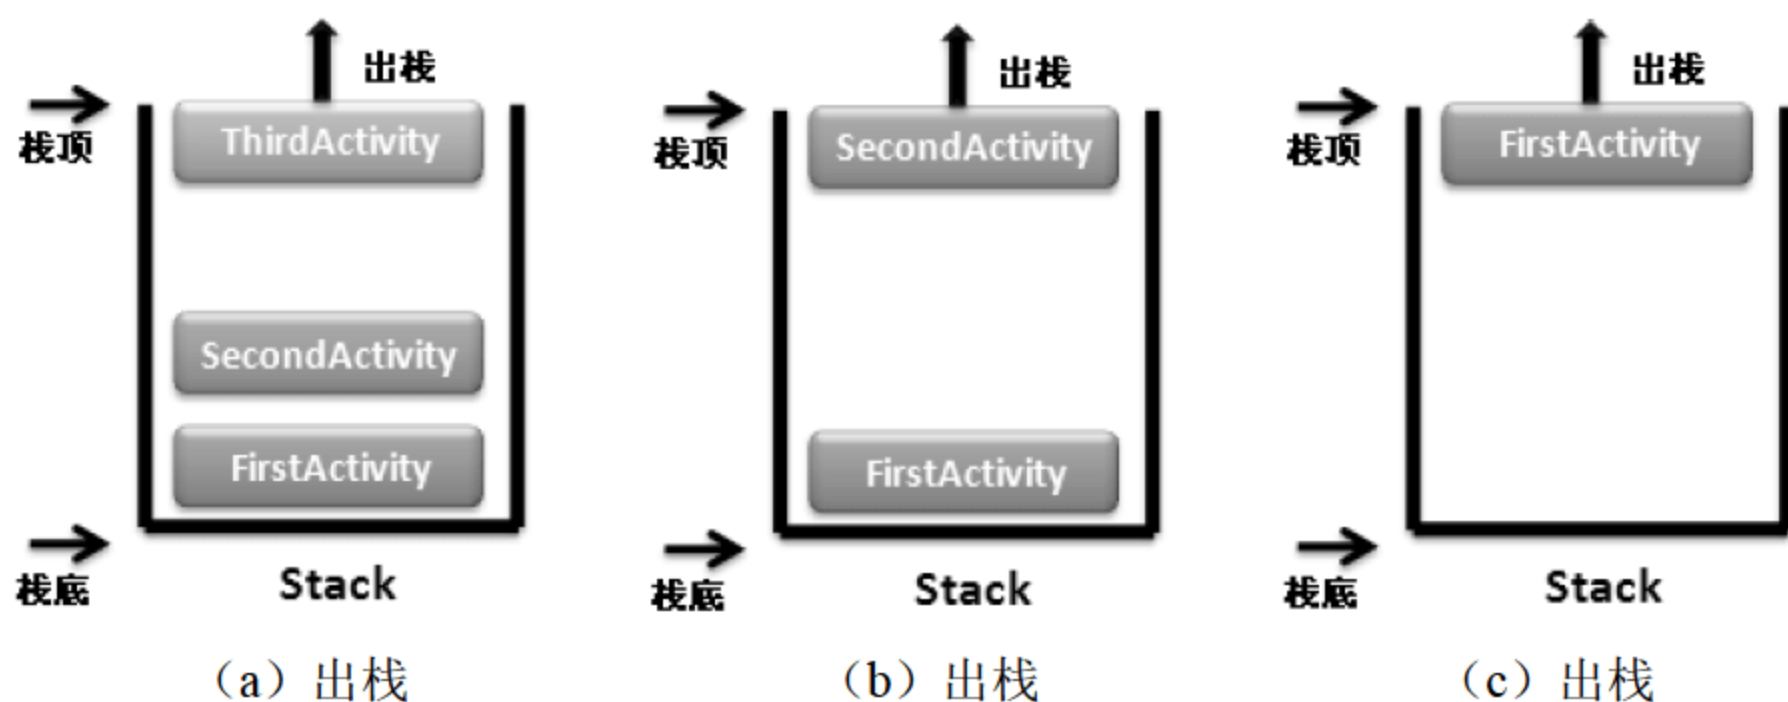 出栈
栈顶
ThirdActivity
SecondActivity
FirstActivity
栈底
Stack
(a)出栈
出栈
栈顶
SecondActivity
FirstActivity
栈底
Stack
(b)出栈
出栈
栈顶
FirstActivity
栈底
Stack
(c)出栈